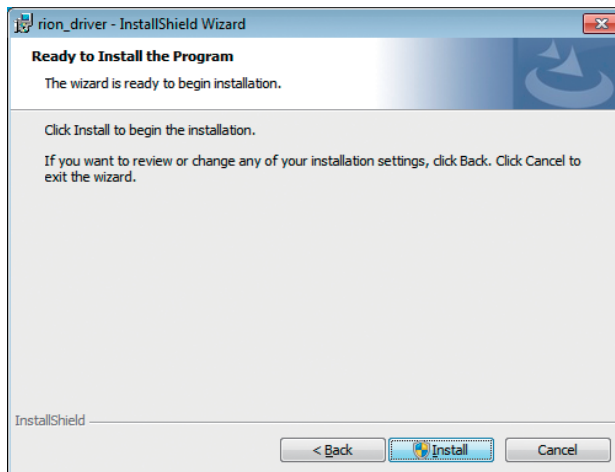 rion_driver - InstallShield Wizard
Ready to Install the Program
The wizard is ready to begin installation.
Click Install to begin the installation.
If you want to review or change any of your installation settings, click Back. Click Cancel to
exit the wizard.
InstallShield
< Back
Install
Cancel